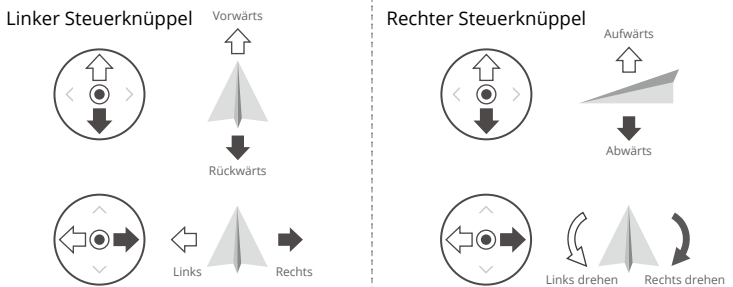 Linker Steuerknüppel
Vorwärts
Rückwärts
Links
Rechts
Rechter Steuerknüppel
Aufwärts
Abwärts
Links drehen
Rechts drehen